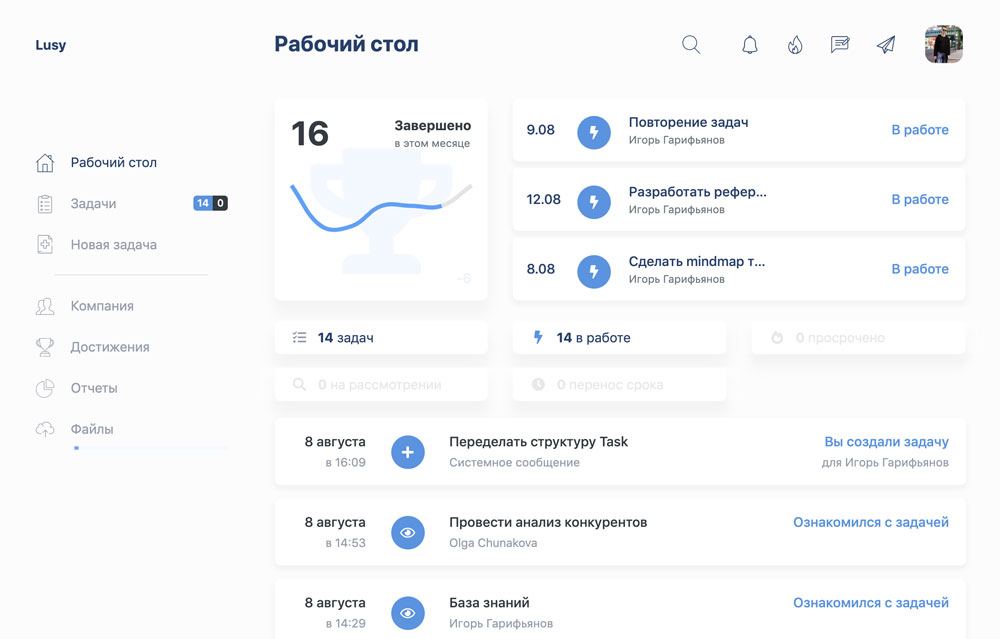 Lusy
Рабочий стол
Рабочий стол
Задачи 14 0
Новая задача
Компания
Достижения
Отчеты
Файлы
16 Завершено
в этом месяце
-6
9.08 Повторение задач В работе
Игорь Гарифьянов
12.08 Разработать рефер... В работе
Игорь Гарифьянов
8.08 Сделать mindmap т... В работе
Игорь Гарифьянов
14 задач
14 в работе
0 просрочено
0 на рассмотрении
0 перенос срока
8 августа Переделать структуру Task Вы создали задачу
в 16:09 Системное сообщение для Игорь Гарифьянов
8 августа Провести анализ конкурентов Ознакомился с задачей
в 14:53 Olga Chunakova
8 августа База знаний Ознакомился с задачей
в 14:29 Игорь Гарифьянов